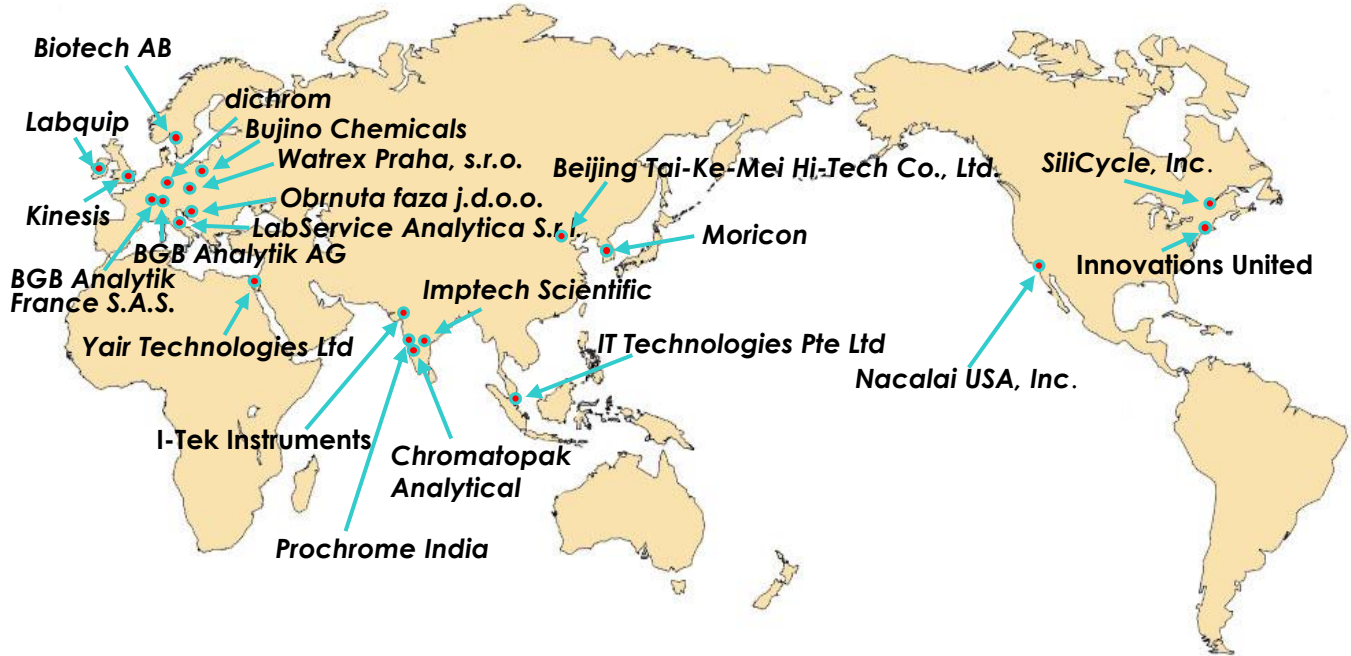 Biotech AB
dichrom
Labquip
Bujino Chemicals
Watrex Praha, s.r.o.
Beijing Tai-Ke-Mei Hi-Tech Co., Ltd.
SiliCycle, Inc.
Kinesis
Obrnuta faza j.d.o.o.
LabService Analytica S.r.l.
Moricon
BGB Analytik AG
Innovations United
BGB Analytik
France S.A.S.
Imptech Scientific
Yair Technologies Ltd
IT Technologies Pte Ltd
Nacalai USA, Inc.
I-Tek Instruments
Chromatopak
Analytical
Prochrome India